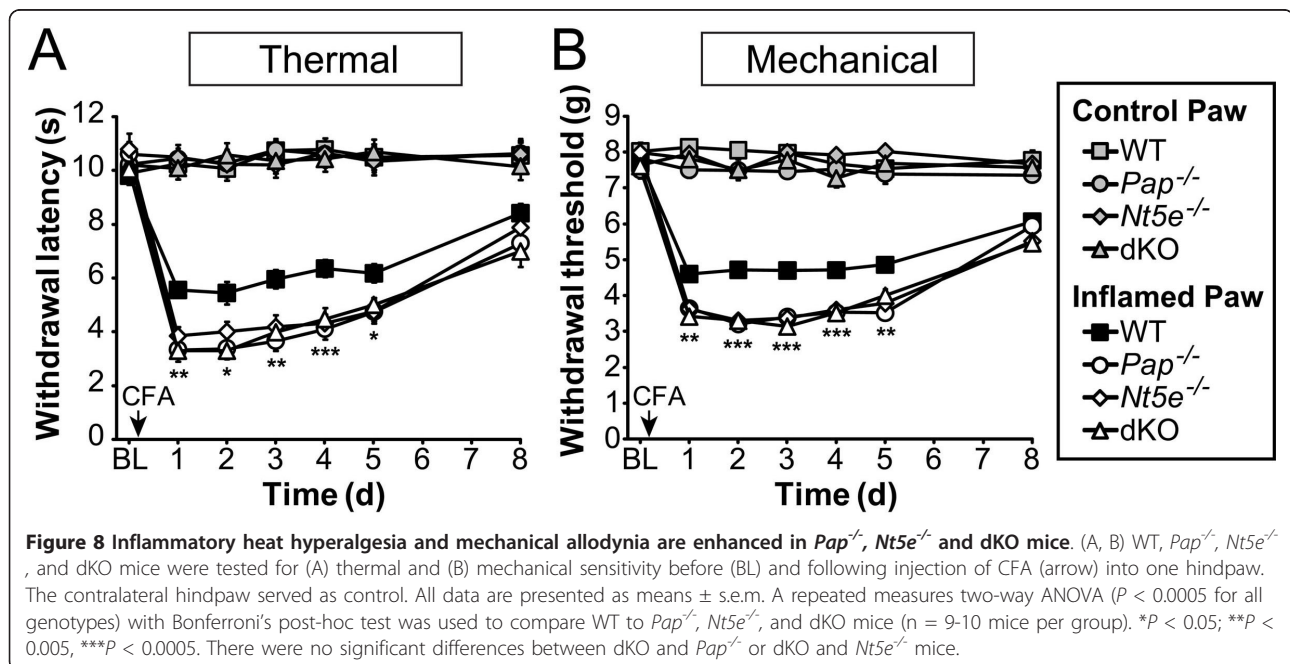 A
Thermal
Withdrawal latency (s)
12
10
8
6
4
2
0
CFA
** * ** *** *
BL 1 2 3 4 5 6 7 8
Time (d)
B
Mechanical
Withdrawal threshold (g)
9
8
7
6
5
4
3
2
1
0
CFA
** *** *** *** **
BL 1 2 3 4 5 6 7 8
Time (d)
Control Paw
WT
Pap-/-
Nt5e-/-
dKO
Inflamed Paw
WT
Pap-/-
Nt5e-/-
dKO
Figure 8 Inflammatory heat hyperalgesia and mechanical allodynia are enhanced in Pap-/-, Nt5e-/- and dKO mice. (A, B) WT, Pap-/-, Nt5e-/-
, and dKO mice were tested for (A) thermal and (B) mechanical sensitivity before (BL) and following injection of CFA (arrow) into one hindpaw.
The contralateral hindpaw served as control. All data are presented as means ± s.e.m. A repeated measures two-way ANOVA (P < 0.0005 for all
genotypes) with Bonferroni's post-hoc test was used to compare WT to Pap-/-, Nt5e-/-, and dKO mice (n = 9-10 mice per group). *P < 0.05; **P <
0.005, ***P < 0.0005. There were no significant differences between dKO and Pap-/- or dKO and Nt5e-/- mice.